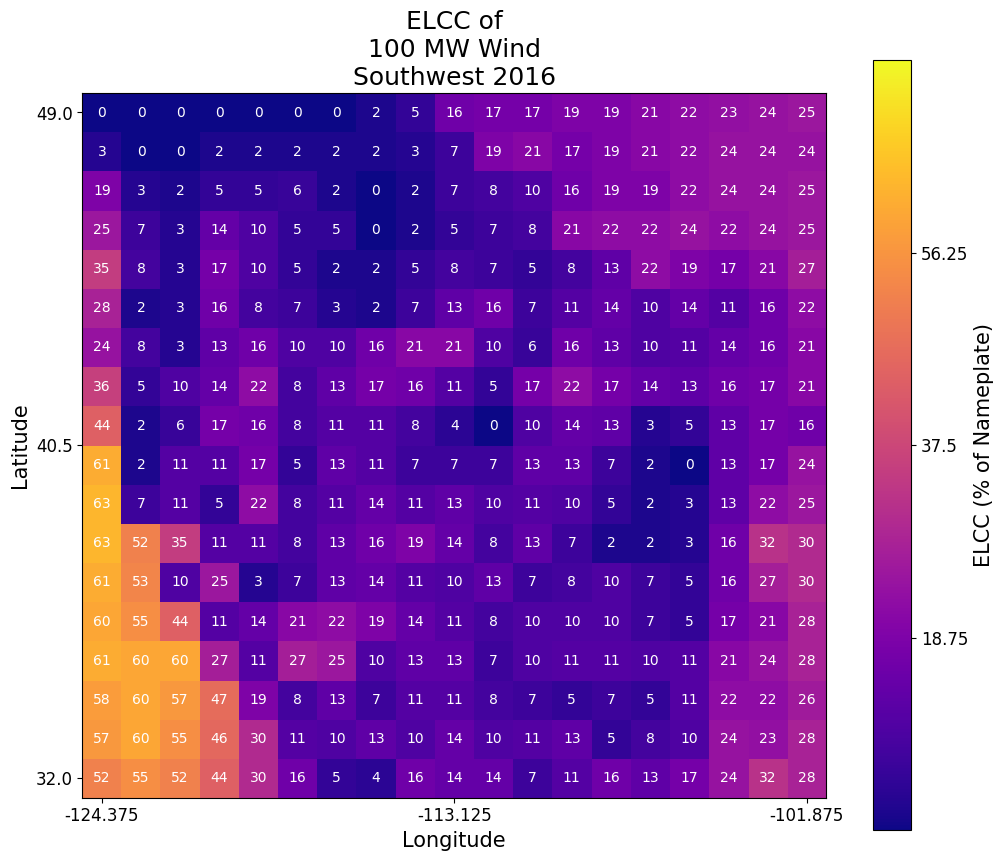 ELCC of
100 MW Wind
Southwest 2016
49.0
0 0 0 0 0 0 0 2 5 16 17 17 19 19 21 22 23 24 25
3 0 0 2 2 2 2 2 3 7 19 21 17 19 21 22 24 24 24
19 3 2 5 5 6 2 0 2 7 8 10 16 19 19 22 24 24 25
25 7 3 14 10 5 5 0 2 5 7 8 21 22 22 24 22 24 25
35 8 3 17 10 5 2 2 5 8 7 5 8 13 22 19 17 21 27
28 2 3 16 8 7 3 2 7 13 16 7 11 14 10 14 11 16 22
24 8 3 13 16 10 10 16 21 21 10 6 16 13 10 11 14 16 21
36 5 10 14 22 8 13 17 16 11 5 17 22 17 14 13 16 17 21
44 2 6 17 16 8 11 11 8 4 0 10 14 13 3 5 13 17 16
40.5
61 2 11 11 17 5 13 11 7 7 7 13 13 7 2 0 13 17 24
63 7 11 5 22 8 11 14 11 13 10 11 10 5 2 3 13 22 25
63 52 35 11 11 8 13 16 19 14 8 13 7 2 2 3 16 32 30
61 53 10 25 3 7 13 14 11 10 13 7 8 10 7 5 16 27 30
60 55 44 11 14 21 22 19 14 11 8 10 10 10 7 5 17 21 28
61 60 60 27 11 27 25 10 13 13 7 10 11 11 10 11 21 24 28
58 60 57 47 19 8 13 7 11 11 8 7 5 7 5 11 22 22 26
57 60 55 46 30 11 10 13 10 14 10 11 13 5 8 10 24 23 28
32.0
52 55 52 44 30 16 5 4 16 14 14 7 11 16 13 17 24 32 28
-124.375 -113.125 -101.875
Longitude
Latitude
56.25
37.5
18.75
ELCC (% of Nameplate)